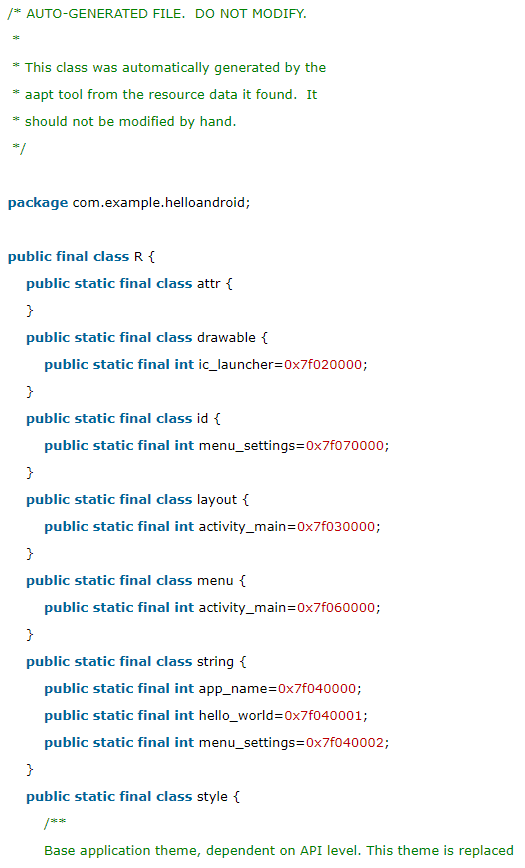 /* AUTO-GENERATED FILE.  DO NOT MODIFY.
 *
 * This class was automatically generated by the
 * aapt tool from the resource data it found.  It
 * should not be modified by hand.
 */

package com.example.helloandroid;

public final class R {
    public static final class attr {
    }
    public static final class drawable {
        public static final int ic_launcher=0x7f020000;
    }
    public static final class id {
        public static final int menu_settings=0x7f070000;
    }
    public static final class layout {
        public static final int activity_main=0x7f030000;
    }
    public static final class menu {
        public static final int activity_main=0x7f060000;
    }
    public static final class string {
        public static final int app_name=0x7f040000;
        public static final int hello_world=0x7f040001;
        public static final int menu_settings=0x7f040002;
    }
    public static final class style {
        /**
        Base application theme, dependent on API level. This theme is replaced